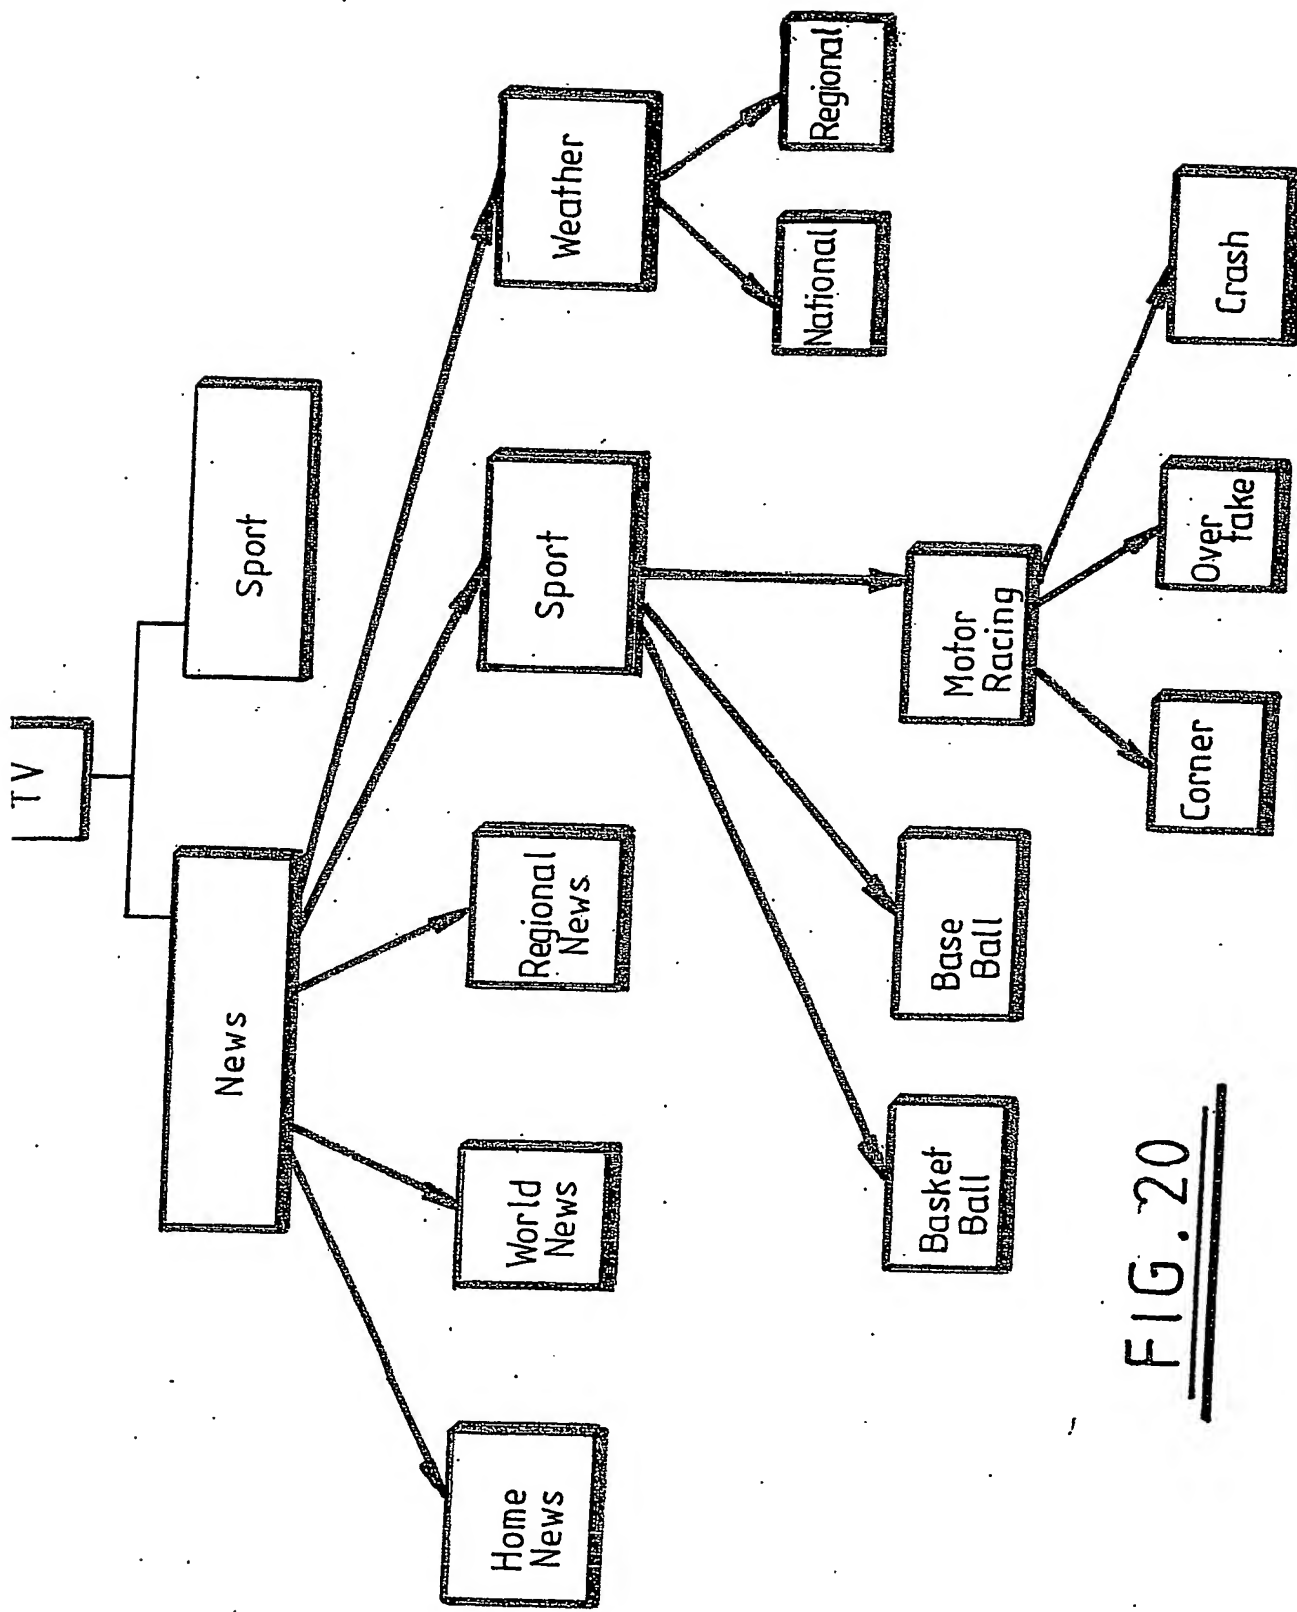 TV
News
Sport
Home
News
World
News
Regional
News
Sport
Weather
National
Regional
Basket
Ball
Base
Ball
Motor
Racing
Corner
Over
take
Crash
FIG. 20